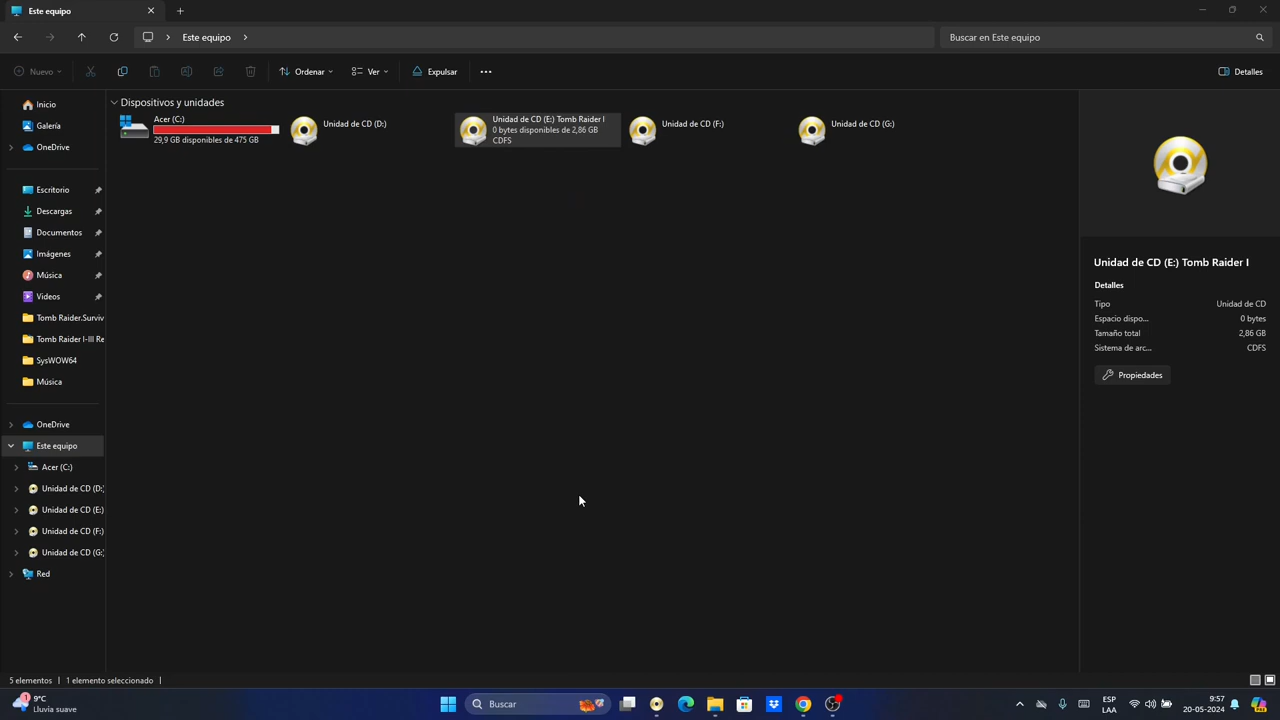 Este equipo
Este equipo
Buscar en Este equipo
Nuevo
Ordenar
Ver
Expulsar
Detalles
Inicio
Galería
OneDrive
Escritorio
Descargas
Documentos
Imágenes
Música
Videos
Tomb Raider.Surviv
Tomb Raider I-III Re
SysWOW64
Música
OneDrive
Este equipo
Acer (C:)
Unidad de CD (D:)
Unidad de CD (E:)
Unidad de CD (F:)
Unidad de CD (G:)
Red
Dispositivos y unidades
Acer (C:)
29,9 GB disponibles de 475 GB
Unidad de CD (D:)
Unidad de CD (E:) Tomb Raider I
0 bytes disponibles de 2,86 GB
CDFS
Unidad de CD (F:)
Unidad de CD (G:)
Unidad de CD (E:) Tomb Raider I
Detalles
Tipo Unidad de CD
Espacio dispo... 0 bytes
Tamaño total 2,86 GB
Sistema de arc... CDFS
Propiedades
5 elementos
1 elemento seleccionado
1
9°C
Lluvia suave
Buscar
ESP
LAA
9:57
20-05-2024